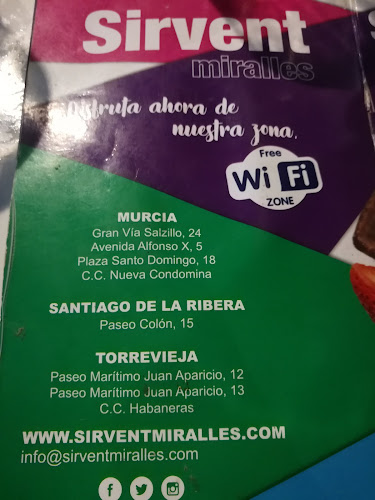 Sirvent
miralles
¡Disfruta ahora de
nuestra zona.
Free
Wi Fi
ZONE
MURCIA
Gran Vía Salzillo, 24
Avenida Alfonso X, 5
Plaza Santo Domingo, 18
C.C. Nueva Condomina
SANTIAGO DE LA RIBERA
Paseo Colón, 15
TORREVIEJA
Paseo Marítimo Juan Aparicio, 12
Paseo Marítimo Juan Aparicio, 13
C.C. Habaneras
WWW.SIRVENTMIRALLES.COM
info@sirventmiralles.com